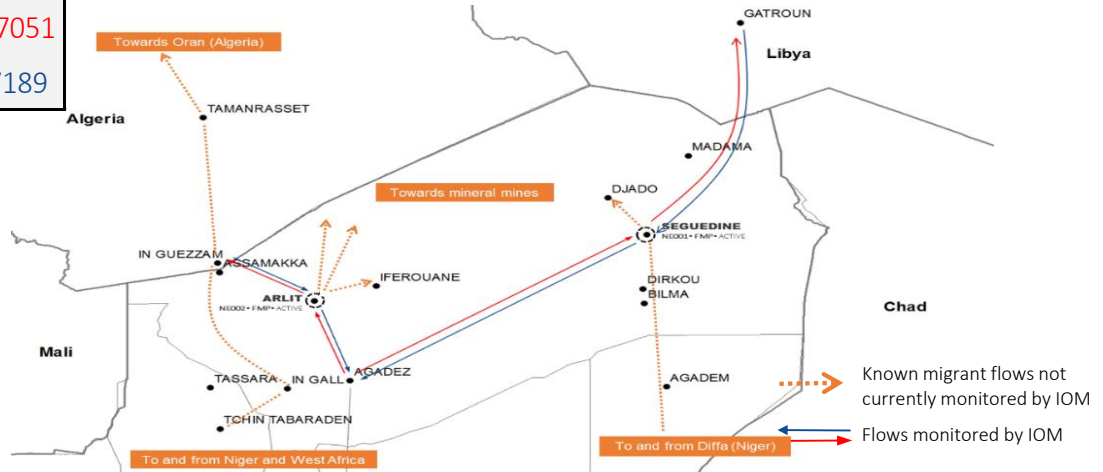 7051
7189
Towards Oran (Algeria)
GATROUN
Libya
Algeria
TAMANRASSET
MADAMA
Towards mineral mines
DJADO
SEGUEDINE
NE001 • FMP • ACTIVE
IN GUEZZAM
ASSAMAKKA
IFEROUANE
DIRKOU
BILMA
ARLIT
NE002 • FMP • ACTIVE
Chad
Mali
TASSARA
IN GALL
AGADEZ
AGADEM
Known migrant flows not
currently monitored by IOM
TCHIN TABARADEN
Flows monitored by IOM
To and from Diffa (Niger)
To and from Niger and West Africa